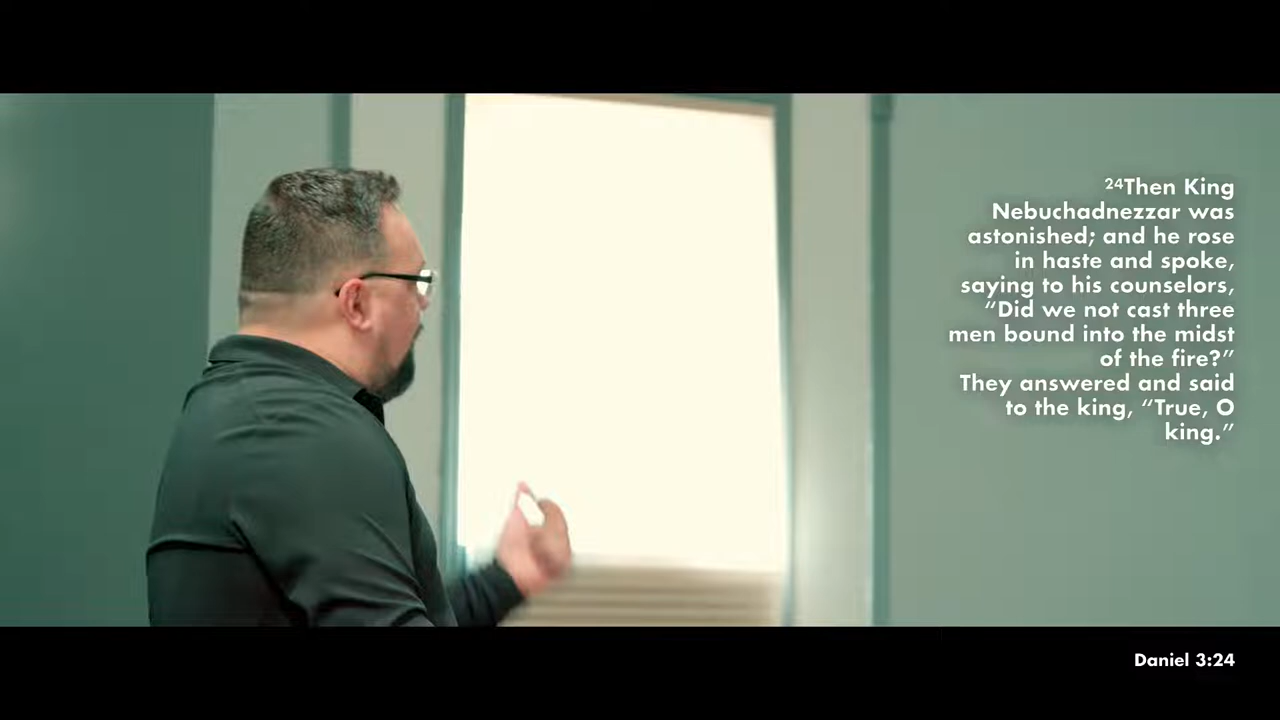 ²⁴Then King
Nebuchadnezzar was
astonished; and he rose
in haste and spoke,
saying to his counselors,
“Did we not cast three
men bound into the midst
of the fire?”
They answered and said
to the king, “True, O
king.”
Daniel 3:24